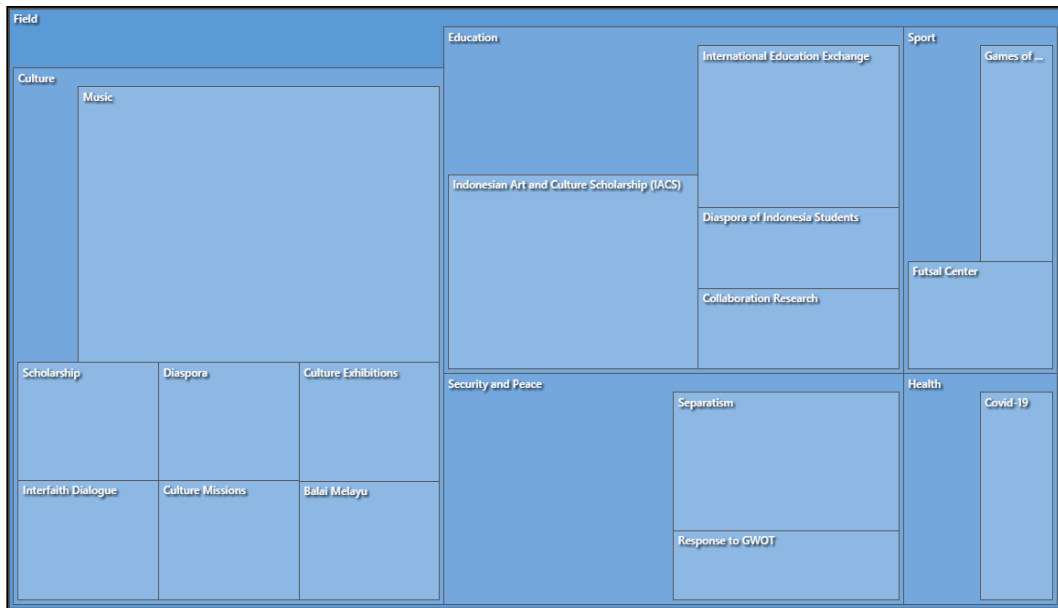 Field
Culture
Music
Scholarship
Diaspora
Culture Exhibitions
Interfaith Dialogue
Culture Missions
Balai Melayu
Education
International Education Exchange
Indonesian Art and Culture Scholarship (IACS)
Diaspora of Indonesia Students
Collaboration Research
Security and Peace
Separatism
Response to GWOT
Sport
Games of ...
Futsal Center
Health
Covid-19